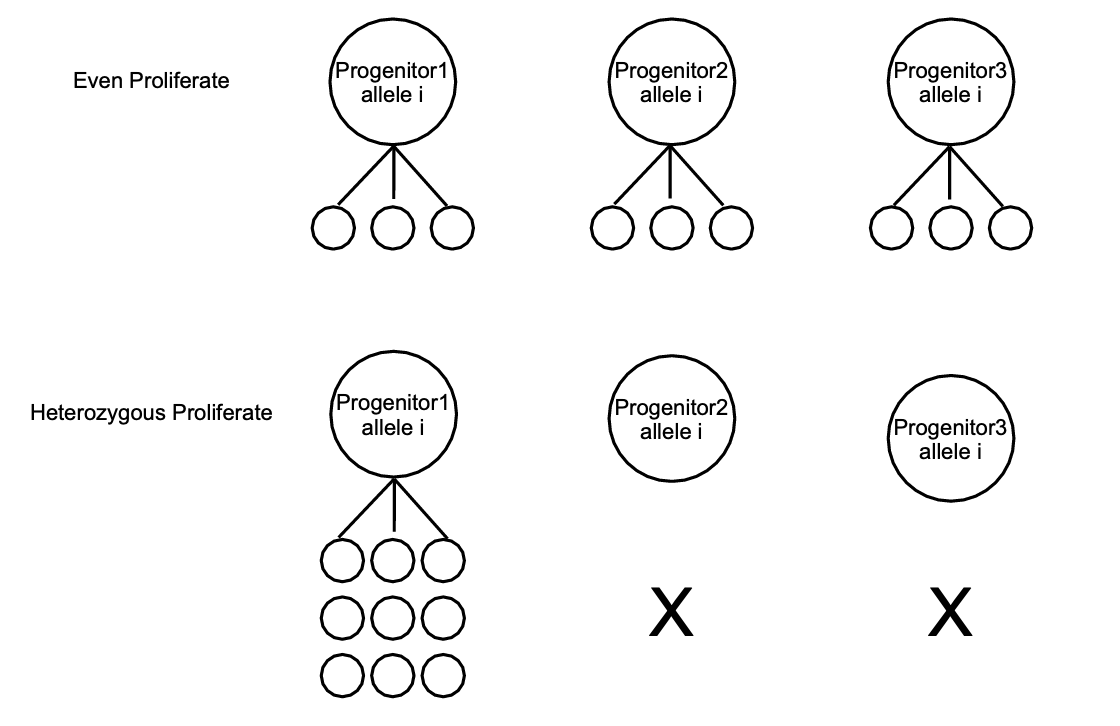 Even Proliferate
Progenitor1
allele i
Progenitor2
allele i
Progenitor3
allele i
Heterozygous Proliferate
Progenitor1
allele i
Progenitor2
allele i
Progenitor3
allele i
X
X